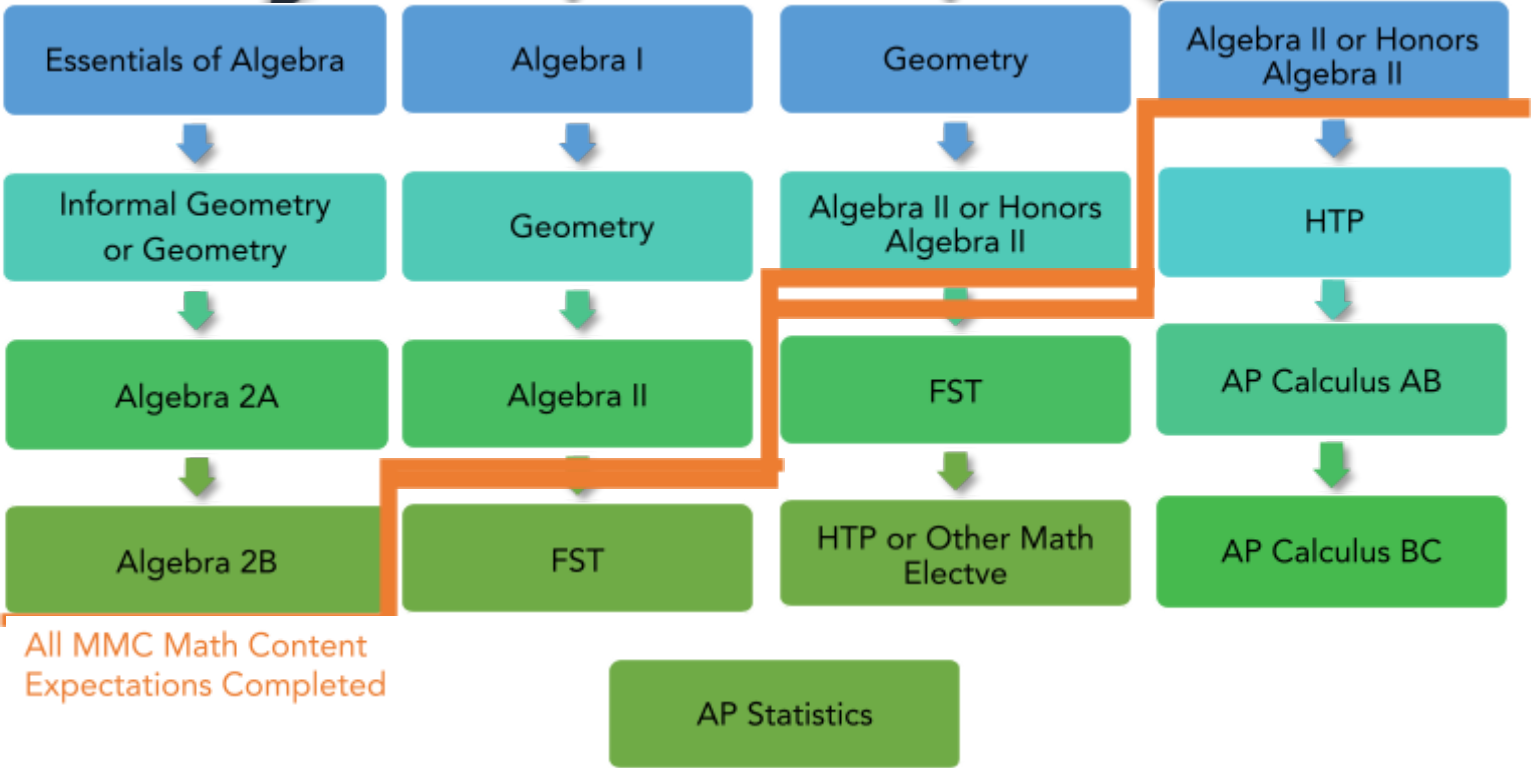 Essentials of Algebra
Algebra I
Geometry
Algebra II or Honors
Algebra II
Informal Geometry
or Geometry
Geometry
Algebra II or Honors
Algebra II
HTP
Algebra 2A
Algebra II
FST
AP Calculus AB
Algebra 2B
FST
HTP or Other Math
Electve
AP Calculus BC
All MMC Math Content
Expectations Completed
AP Statistics